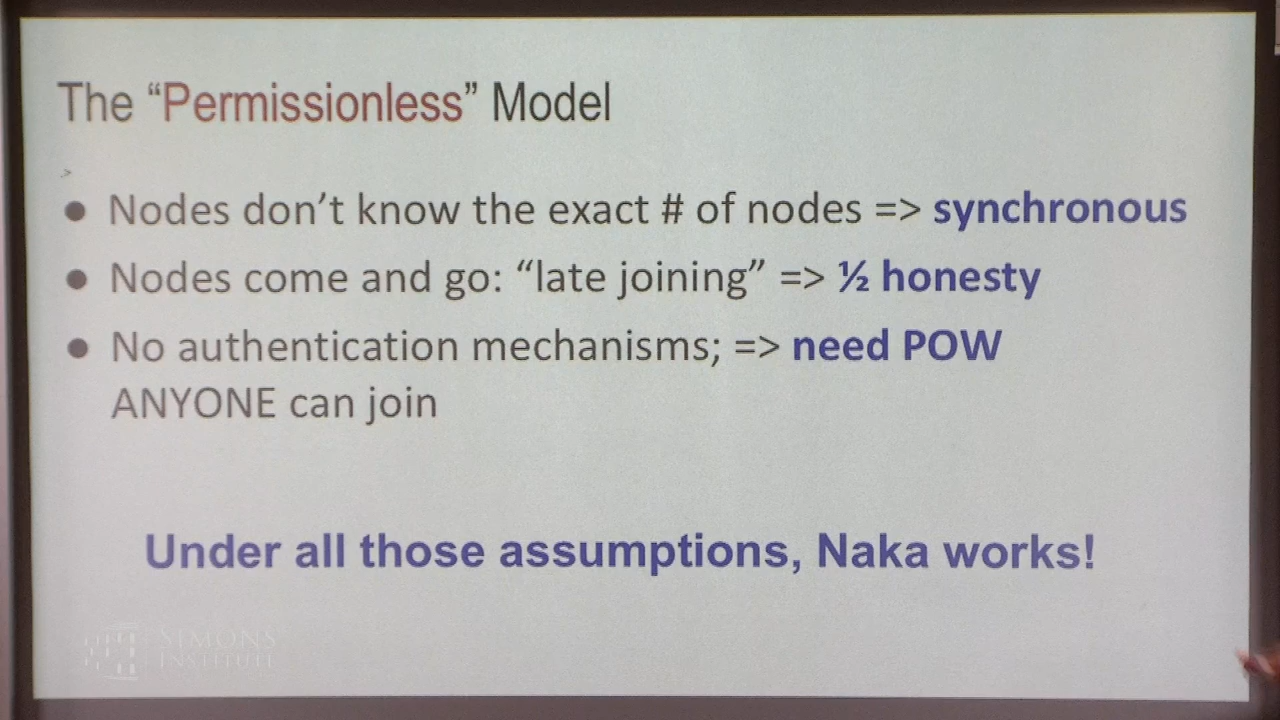 The “Permissionless” Model
>
● Nodes don’t know the exact # of nodes => synchronous
● Nodes come and go: “late joining” => ½ honesty
● No authentication mechanisms; => need POW
ANYONE can join
Under all those assumptions, Naka works!
SIMONS
INSTITUTE